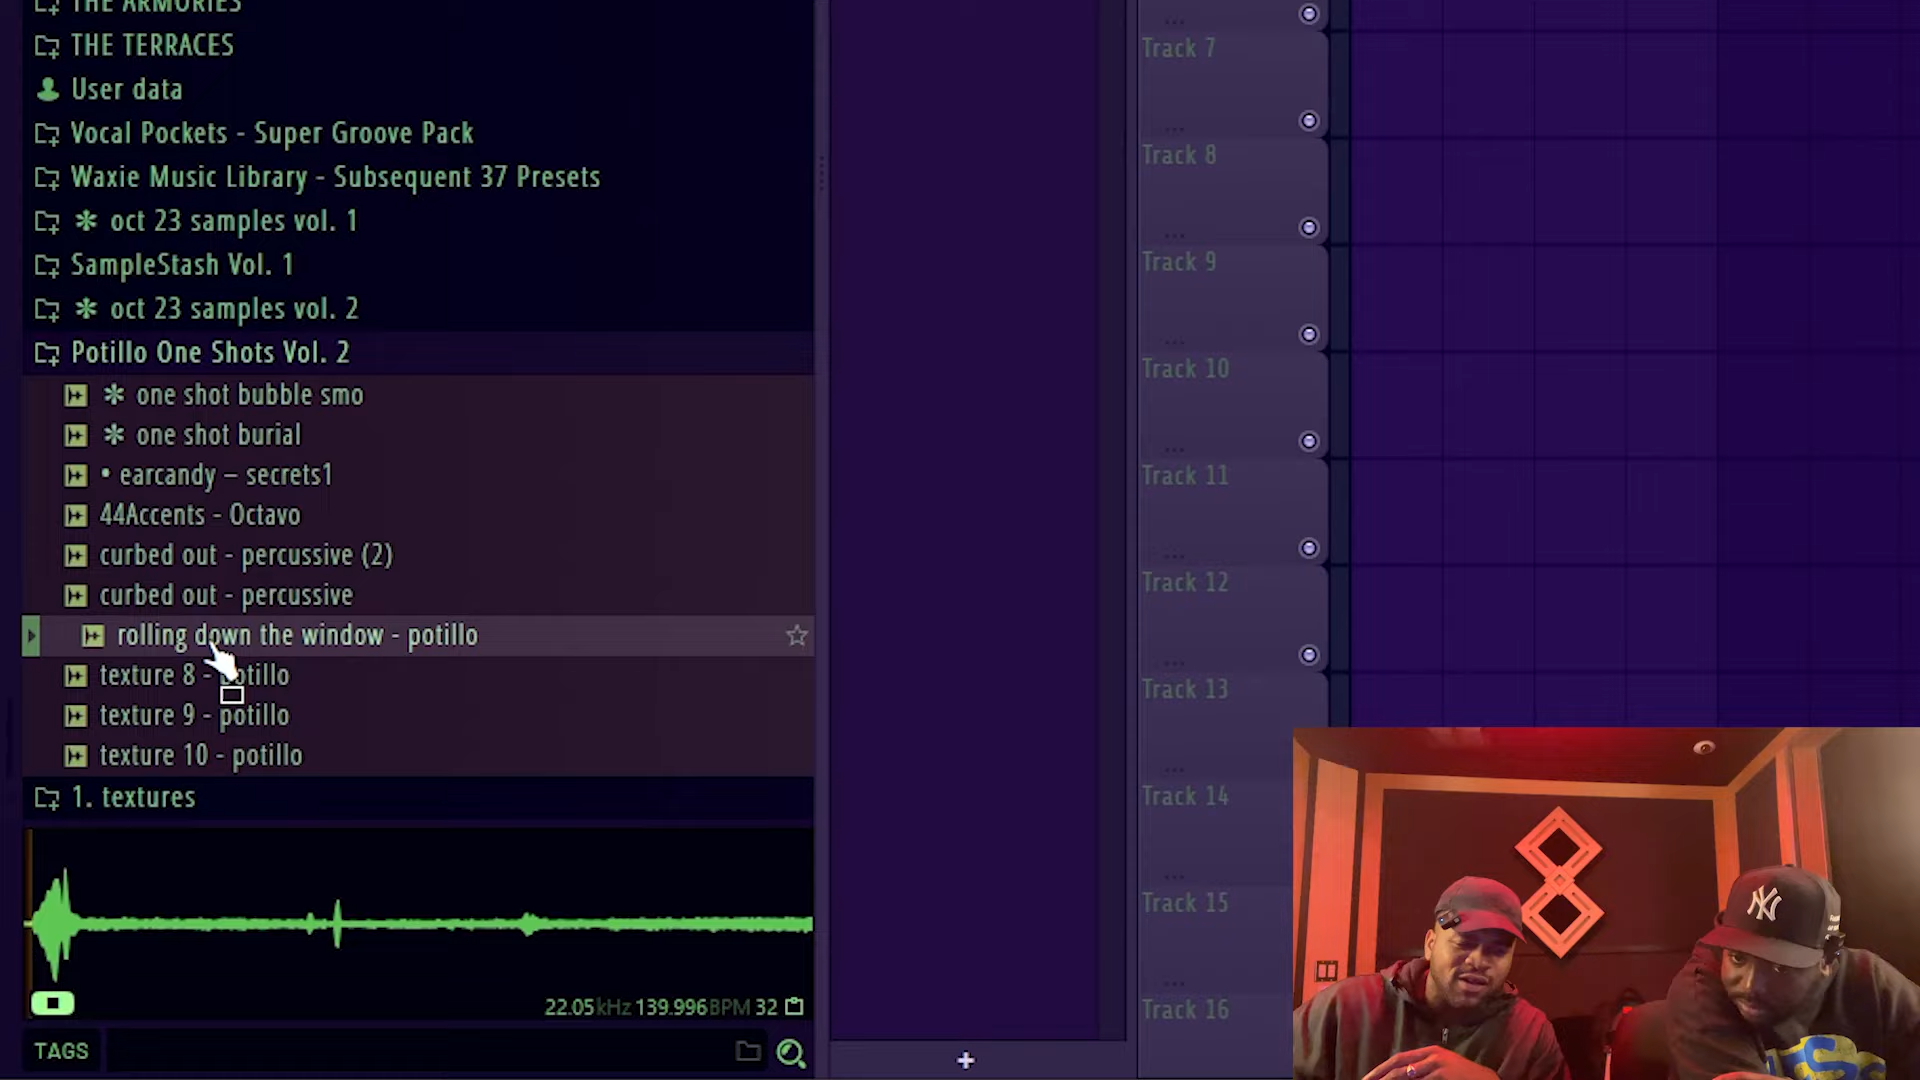 THE ARMORIES
THE TERRACES
User data
Vocal Pockets - Super Groove Pack
Waxie Music Library - Subsequent 37 Presets
* oct 23 samples vol. 1
SampleStash Vol. 1
* oct 23 samples vol. 2
Potillo One Shots Vol. 2
* one shot bubble smo
* one shot burial
• earcandy – secrets1
44Accents - Octavo
curbed out - percussive (2)
curbed out - percussive
rolling down the window - potillo
texture 8 - potillo
texture 9 - potillo
texture 10 - potillo
1. textures
22.05kHz 139.996BPM 32
TAGS
+
Track 7
Track 8
Track 9
Track 10
Track 11
Track 12
Track 13
Track 14
Track 15
Track 16
NY